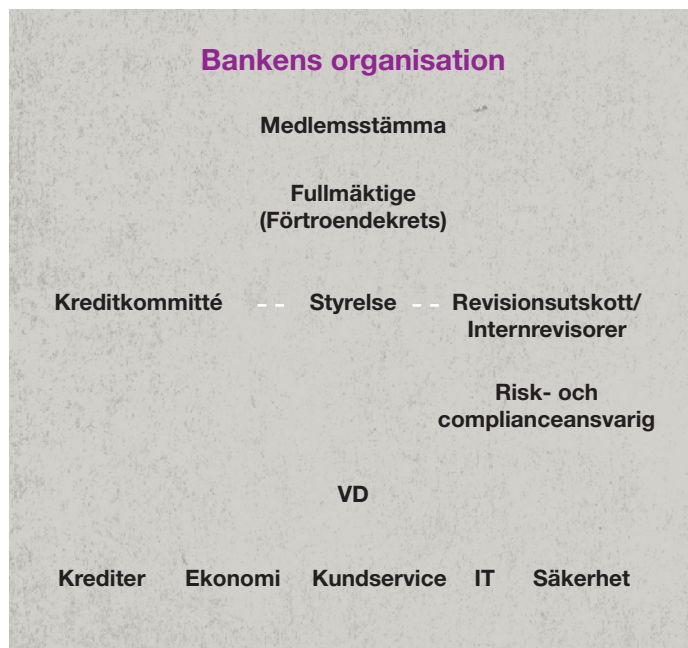 Bankens organisation
Medlemsstämma
Fullmäktige
(Förtroendekrets)
Kreditkommitté -- Styrelse -- Revisionsutskott/
Internrevisorer
Risk- och
complianceansvarig
VD
Krediter Ekonomi Kundservice IT Säkerhet